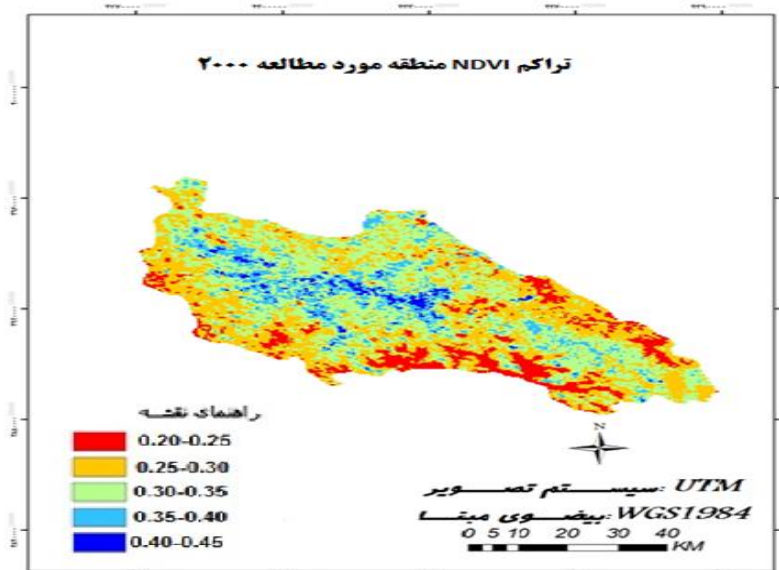 تراکم NDVI منطقه مورد مطالعه ۲۰۰۰
راهنمای نقشه
0.20-0.25
0.25-0.30
0.30-0.35
0.35-0.40
0.40-0.45
N
سیستم تصویر: UTM
بیضوی مبنا: WGS1984
0 5 10 20 30 40
KM